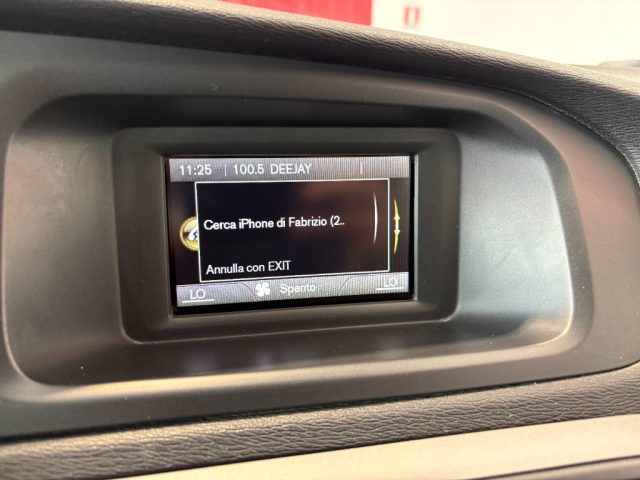 11:25 100.5 DEEJAY
Cerca iPhone di Fabrizio (2..
Annulla con EXIT
LO Spento LO